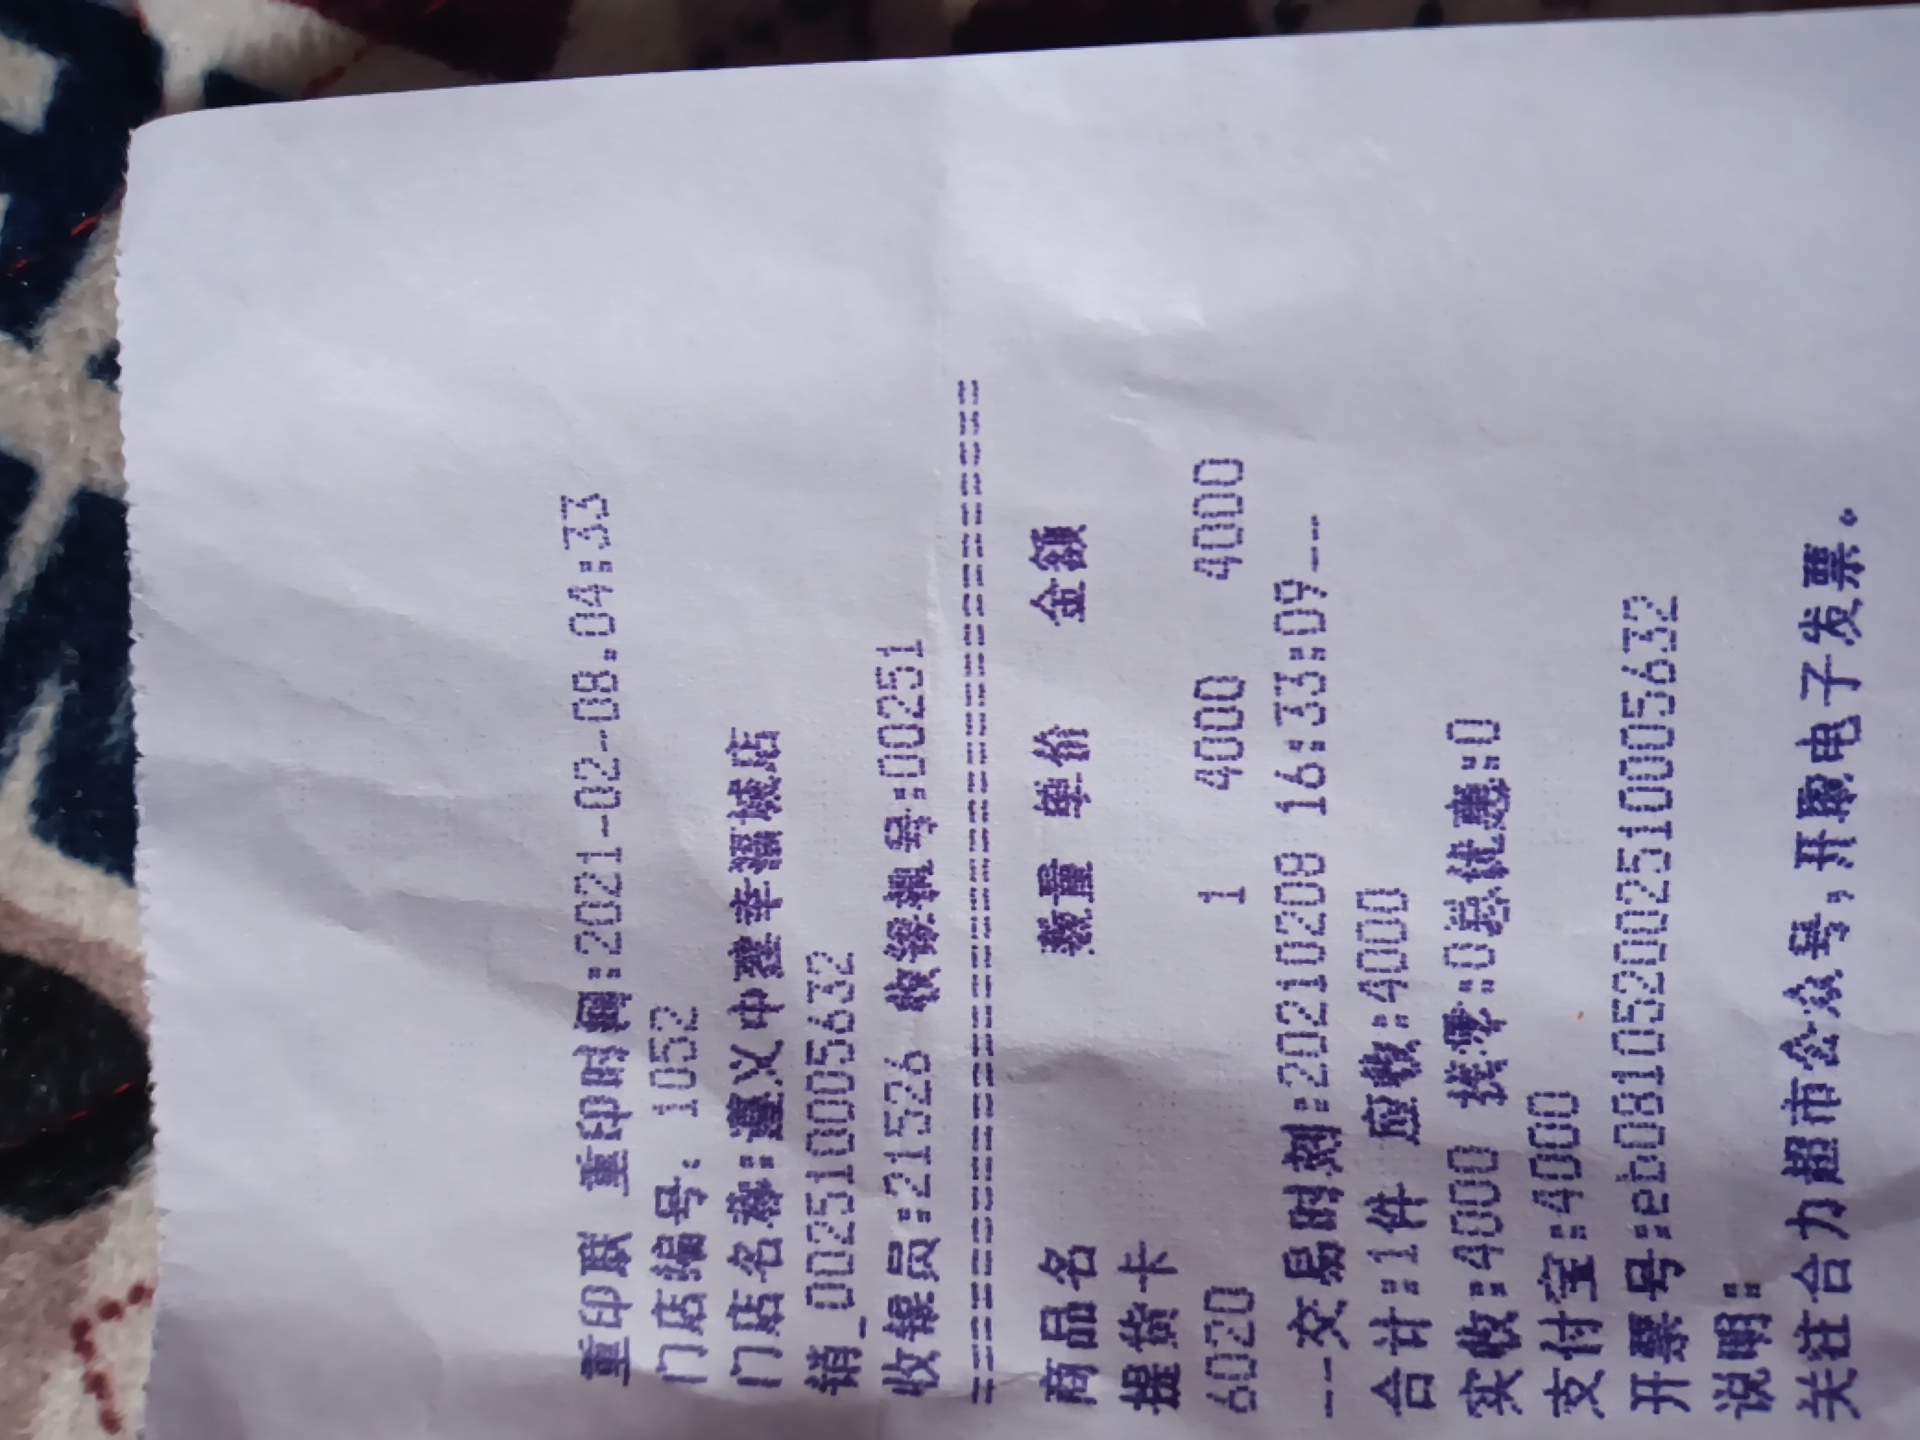 重印联 重印时间:2021-02-08.04:33
门店编号: 1052
门店名称:遵义中建幸福城店
销_002510005632
收银员:21526 收银机号:00251
================================
商品名 数量 单价 金额
提货卡
6020 1 4000 4000
---交易时刻:20210208 16:33:09---
合计:1件 应收:4000
实收:4000 找零:0总优惠:0
支付宝:4000
开票号:eb081052002510005632
说明:
关注合力超市公众号,开取电子发票。